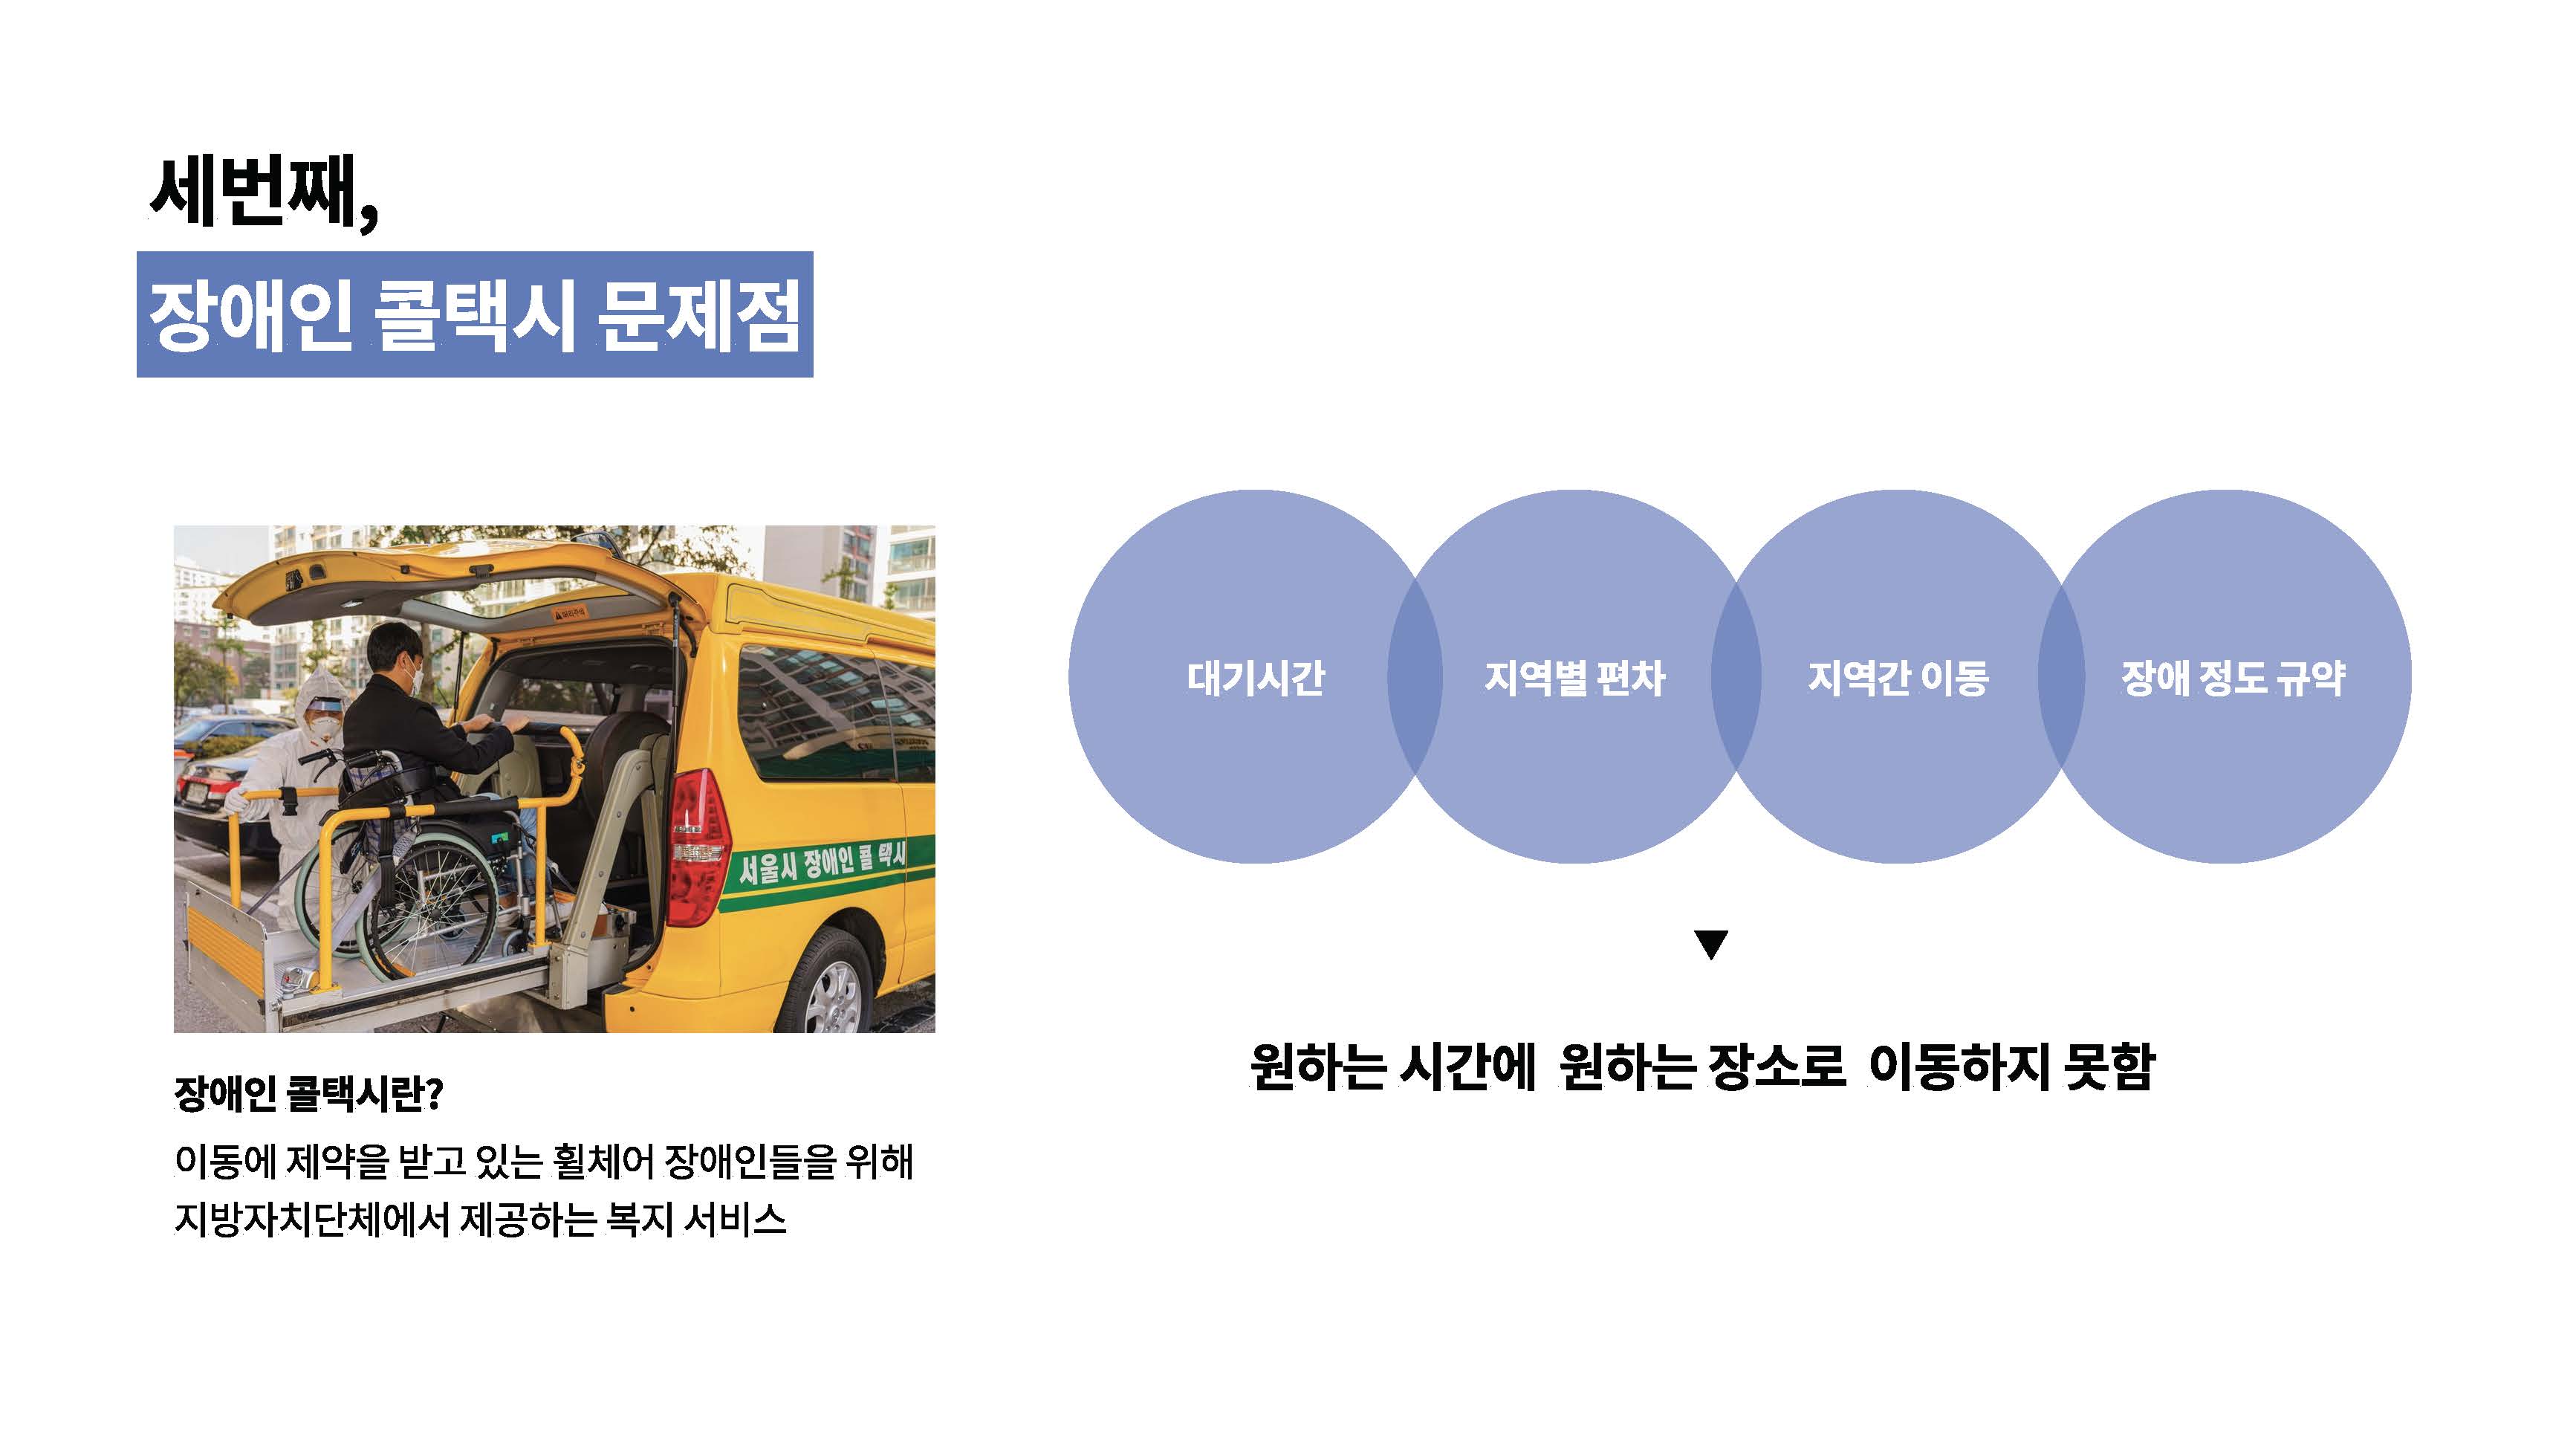 세번째,
장애인 콜택시 문제점
서울시 장애인 콜 택시
장애인 콜택시란?
이동에 제약을 받고 있는 휠체어 장애인들을 위해
지방자치단체에서 제공하는 복지 서비스
대기시간
지역별 편차
지역간 이동
장애 정도 규약
▼
원하는 시간에 원하는 장소로 이동하지 못함